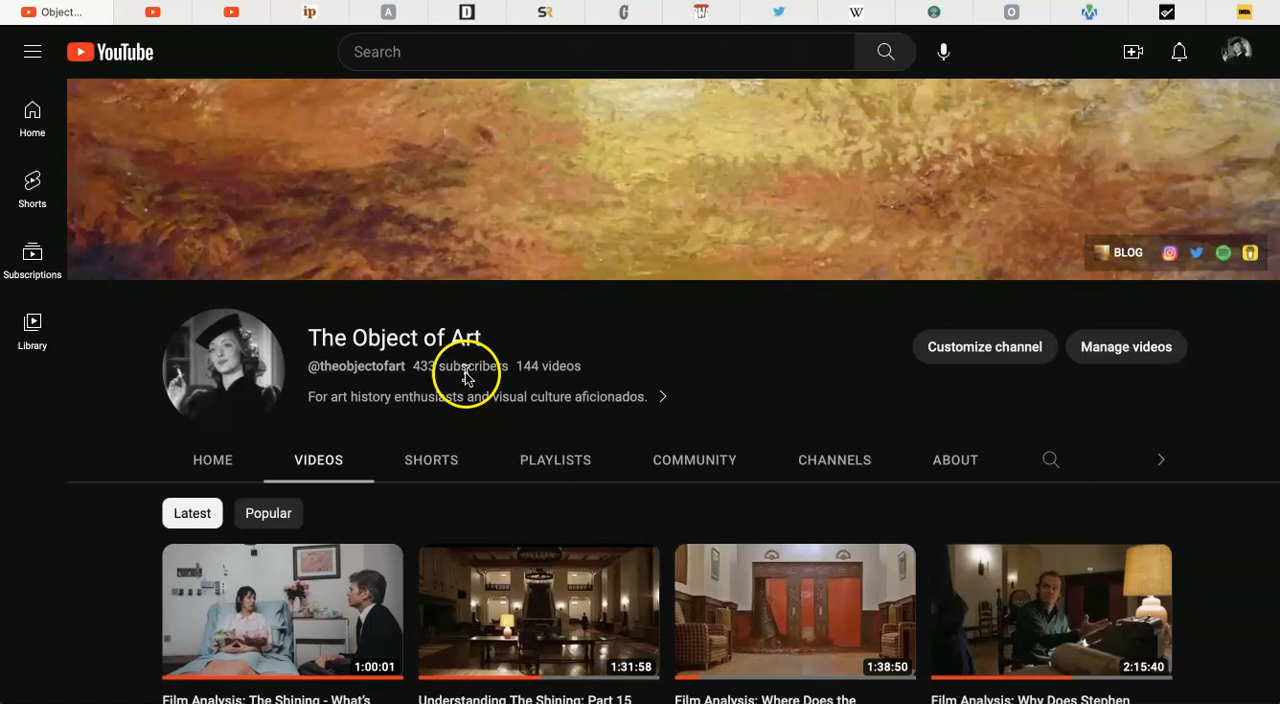 Object...
ip
A
D
SR
W
O
YouTube
Search
Home
Shorts
Subscriptions
Library
BLOG
The Object of Art
@theobjectofart 433 subscribers 144 videos
For art history enthusiasts and visual culture aficionados.
Customize channel
Manage videos
HOME
VIDEOS
SHORTS
PLAYLISTS
COMMUNITY
CHANNELS
ABOUT
Latest
Popular
1:00:01
1:31:58
1:38:50
2:15:40
Film Analysis: The Shining - What's
Understanding The Shining: Part 15
Film Analysis: Where Does the
Film Analysis: Why Does Stephen